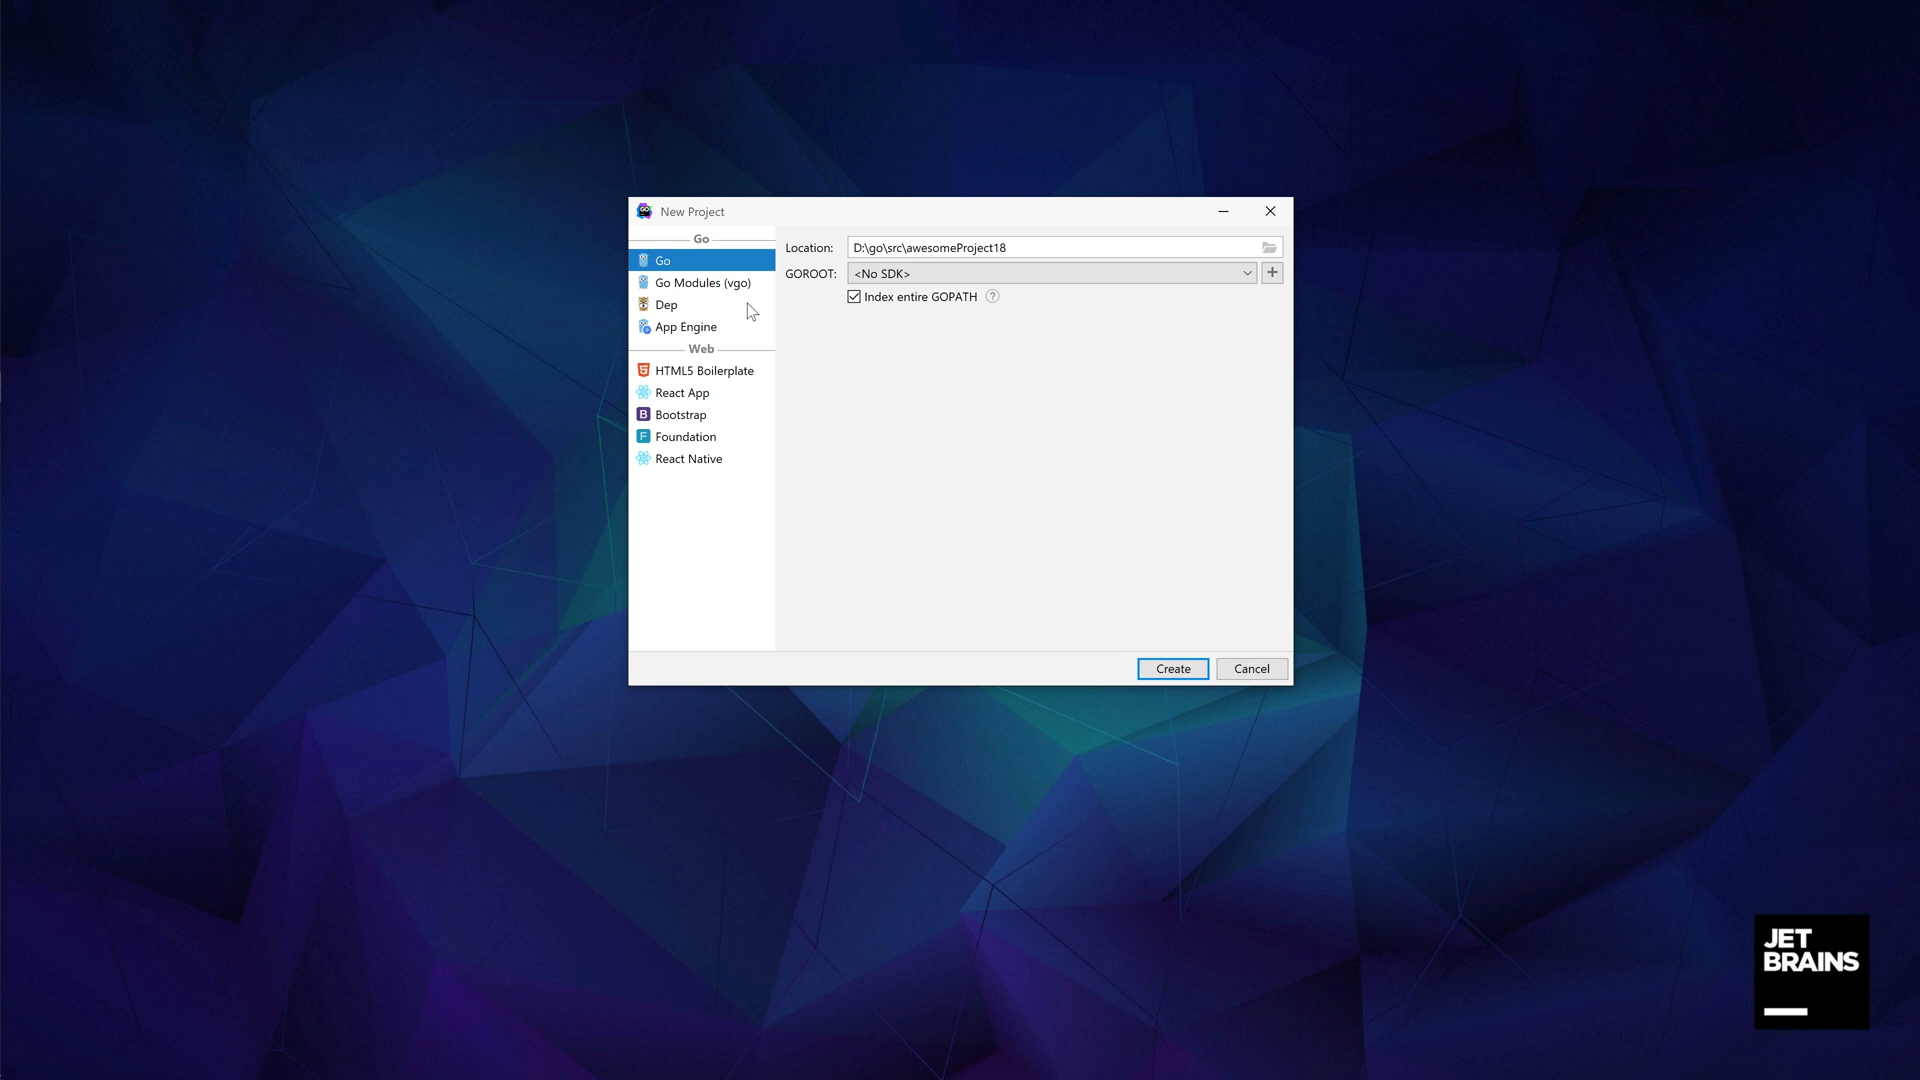 New Project
Go
Go
Go Modules (vgo)
Dep
App Engine
Web
HTML5 Boilerplate
React App
Bootstrap
Foundation
React Native
Location: D:\go\src\awesomeProject18
GOROOT: <No SDK>
Index entire GOPATH ?
Create Cancel
JET
BRAINS